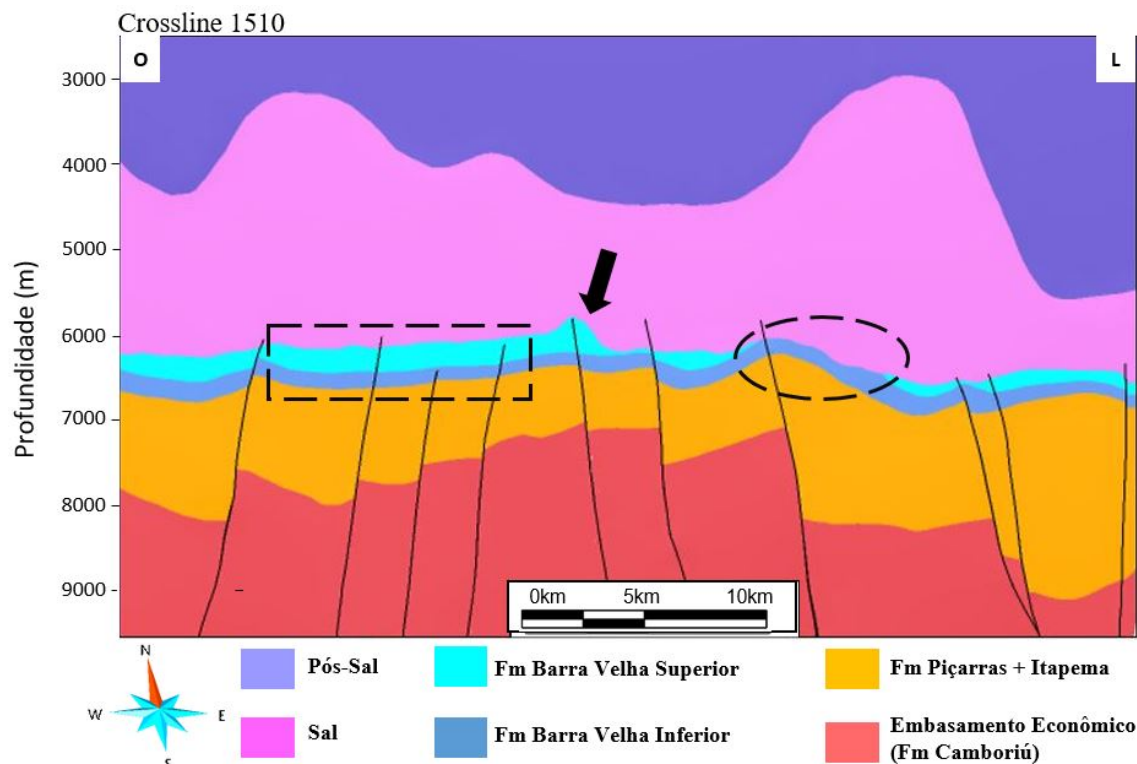 Crossline 1510
O
L
3000
4000
5000
6000
7000
8000
9000
Profundidade (m)
0km 5km 10km
N
W
E
S
Pós-Sal
Fm Barra Velha Superior
Fm Piçarras + Itapema
Sal
Fm Barra Velha Inferior
Embasamento Econômico
(Fm Camboriú)